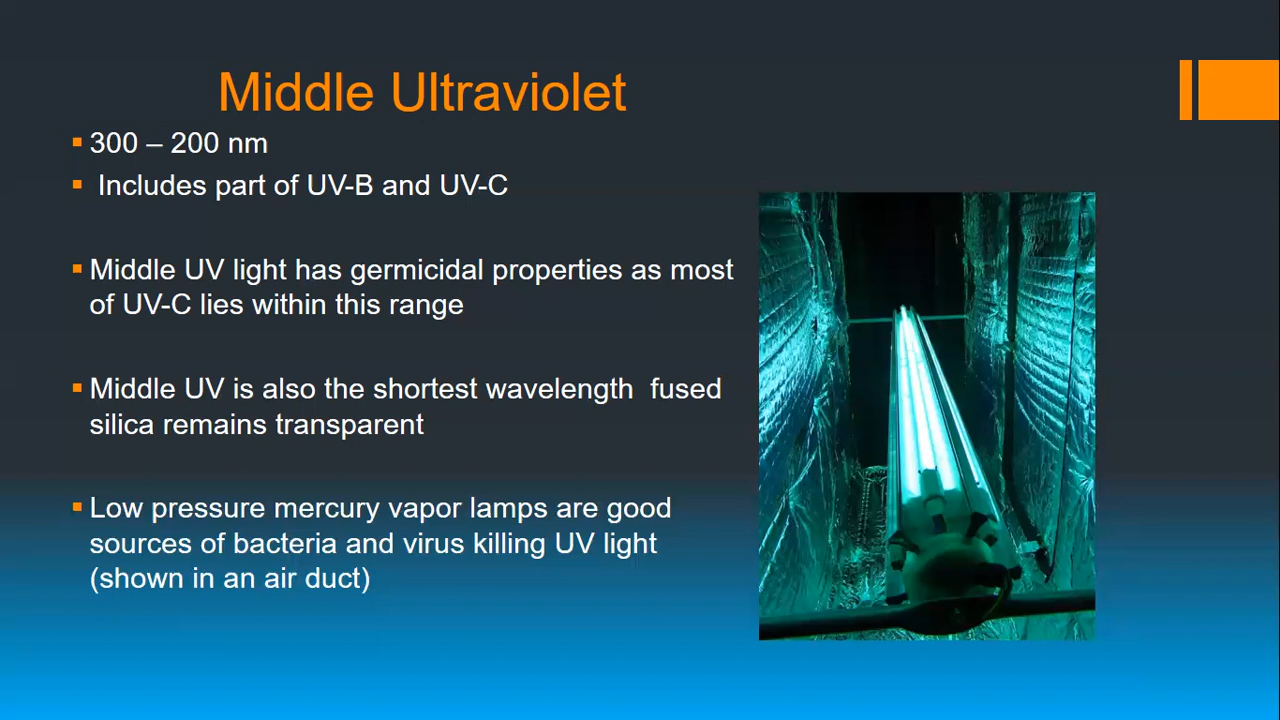 Middle Ultraviolet
300 – 200 nm
Includes part of UV-B and UV-C
Middle UV light has germicidal properties as most
of UV-C lies within this range
Middle UV is also the shortest wavelength  fused
silica remains transparent
Low pressure mercury vapor lamps are good
sources of bacteria and virus killing UV light
(shown in an air duct)